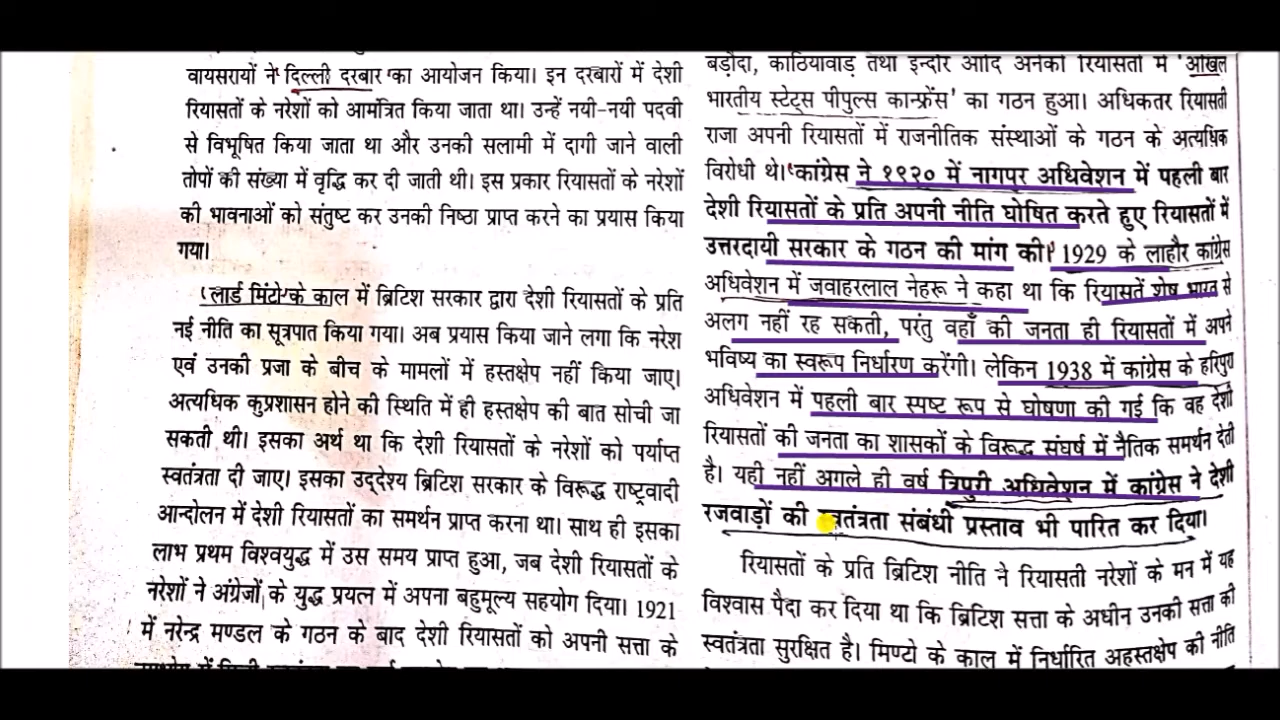 वायसरायों ने 'दिल्ली दरबार' का आयोजन किया। इन दरबारों में देशी
रियासतों के नरेशों को आमंत्रित किया जाता था। उन्हें नयी-नयी पदवी
से विभूषित किया जाता था और उनकी सलामी में दागी जाने वाली
तोपों की संख्या में वृद्धि कर दी जाती थी। इस प्रकार रियासतों के नरेशों
की भावनाओं को संतुष्ट कर उनकी निष्ठा प्राप्त करने का प्रयास किया
गया।
लार्ड मिंटो के काल में ब्रिटिश सरकार द्वारा देशी रियासतों के प्रति
नई नीति का सूत्रपात किया गया। अब प्रयास किया जाने लगा कि नरेश
एवं उनकी प्रजा के बीच के मामलों में हस्तक्षेप नहीं किया जाए।
अत्यधिक कुप्रशासन होने की स्थिति में ही हस्तक्षेप की बात सोची जा
सकती थी। इसका अर्थ था कि देशी रियासतों के नरेशों को पर्याप्त
स्वतंत्रता दी जाए। इसका उद्देश्य ब्रिटिश सरकार के विरूद्ध राष्ट्रवादी
आन्दोलन में देशी रियासतों का समर्थन प्राप्त करना था। साथ ही इसका
लाभ प्रथम विश्वयुद्ध में उस समय प्राप्त हुआ, जब देशी रियासतों के
नरेशों ने अंग्रेजों के युद्ध प्रयत्न में अपना बहुमूल्य सहयोग दिया। 1921
में नरेन्द्र मण्डल के गठन के बाद देशी रियासतों को अपनी सत्ता के
बड़ौदा, काठियावाड़ तथा इन्दौर आदि अनेकों रियासतों में 'अखिल
भारतीय स्टेट्स पीपुल्स कान्फ्रेंस' का गठन हुआ। अधिकतर रियासती
राजा अपनी रियासतों में राजनीतिक संस्थाओं के गठन के अत्यधिक
विरोधी थे। कांग्रेस ने १९२० में नागपुर अधिवेशन में पहली बार
देशी रियासतों के प्रति अपनी नीति घोषित करते हुए रियासतों में
उत्तरदायी सरकार के गठन की मांग की। 1929 के लाहौर कांग्रेस
अधिवेशन में जवाहरलाल नेहरू ने कहा था कि रियासतें शेष भारत से
अलग नहीं रह सकती, परंतु वहाँ की जनता ही रियासतों में अपने
भविष्य का स्वरूप निर्धारण करेंगी। लेकिन 1938 में कांग्रेस के हरिपुरा
अधिवेशन में पहली बार स्पष्ट रूप से घोषणा की गई कि वह देशी
रियासतों की जनता का शासकों के विरूद्ध संघर्ष में नैतिक समर्थन देती
है। यही नहीं अगले ही वर्ष त्रिपुरी अधिवेशन में कांग्रेस ने देशी
रजवाड़ों की स्वतंत्रता संबंधी प्रस्ताव भी पारित कर दिया।
रियासतों के प्रति ब्रिटिश नीति ने रियासती नरेशों के मन में यह
विश्वास पैदा कर दिया था कि ब्रिटिश सत्ता के अधीन उनकी सत्ता की
स्वतंत्रता सुरक्षित है। मिण्टो के काल में निर्धारित अहस्तक्षेप की नीति